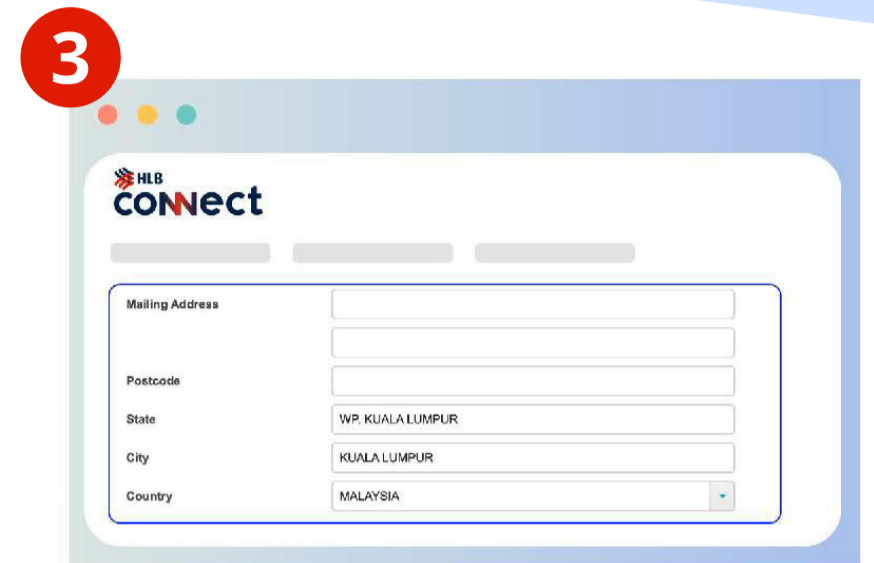 3
HLB
CONNect
Mailing Address
Postcode
State WP. KUALA LUMPUR
City KUALA LUMPUR
Country MALAYSIA